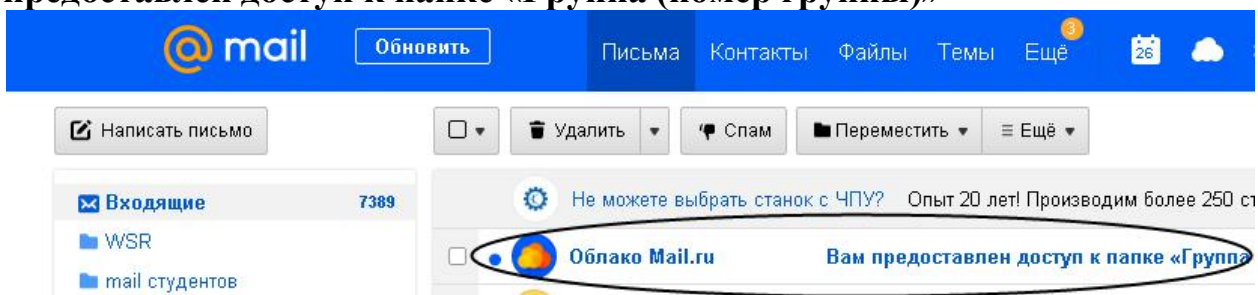 предоставлен доступ к папке «Группа (номер группы)»
@ mail Обновить Письма Контакты Файлы Темы Ещё 3 26
Написать письмо Удалить Спам Переместить Ещё
Не можете выбрать станок с ЧПУ? Опыт 20 лет! Производим более 250 ст
Входящие 7389
WSR
Облако Mail.ru Вам предоставлен доступ к папке «Группа
mail студентов